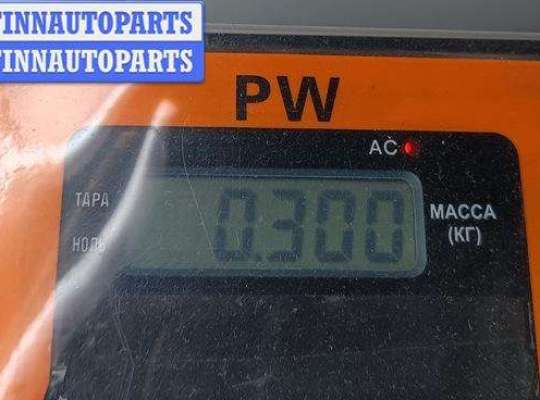 FINNAUTOPARTS
FINNAUTOPARTS
PW
AC
ТАРА
0.300
МАССА
(КГ)
НОЛЬ